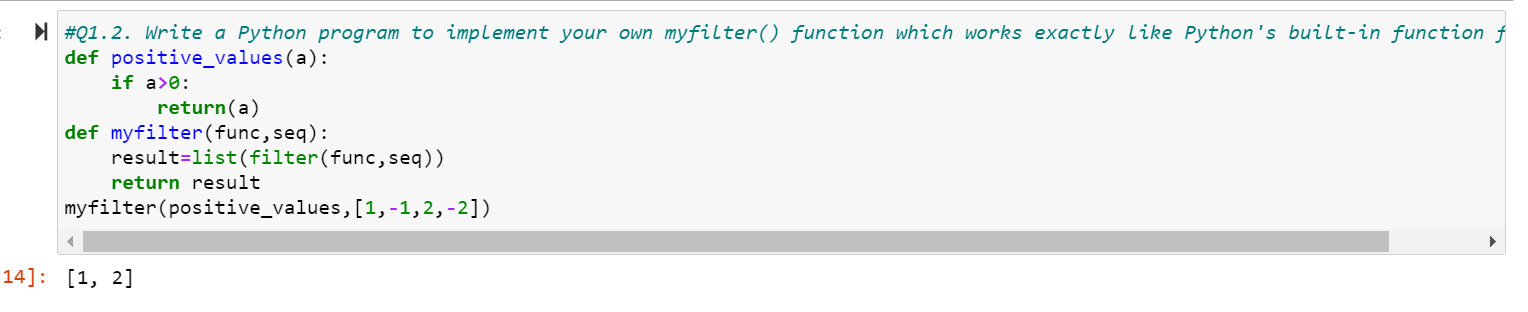 #Q1.2. Write a Python program to implement your own myfilter() function which works exactly like Python's built-in function f
def positive_values(a):
    if a>0:
        return(a)
def myfilter(func,seq):
    result=list(filter(func,seq))
    return result
myfilter(positive_values,[1,-1,2,-2])
14]: [1, 2]